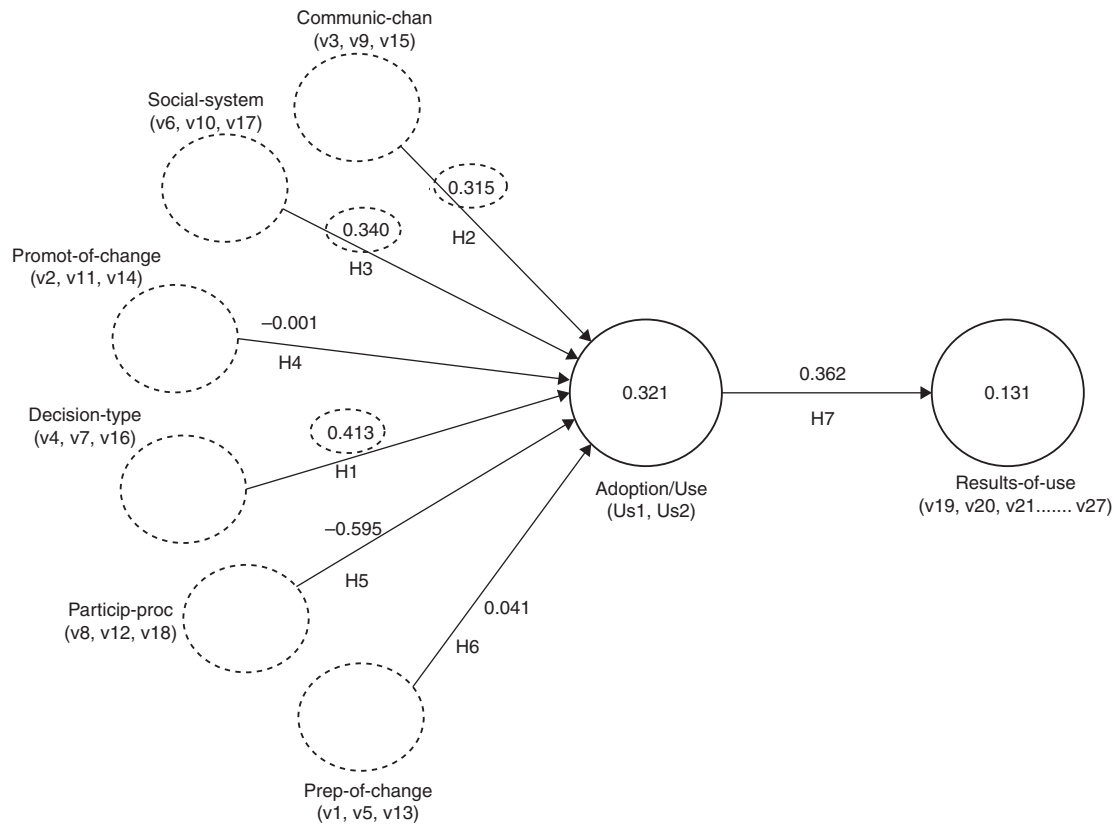 Communic-chan
(v3, v9, v15)
Social-system
(v6, v10, v17)
0.315
H2
0.340
H3
Promot-of-change
(v2, v11, v14)
–0.001
H4
Decision-type
(v4, v7, v16)
0.413
H1
0.321
Adoption/Use
(Us1, Us2)
0.362
H7
0.131
Results-of-use
(v19, v20, v21....... v27)
–0.595
H5
Particip-proc
(v8, v12, v18)
0.041
H6
Prep-of-change
(v1, v5, v13)